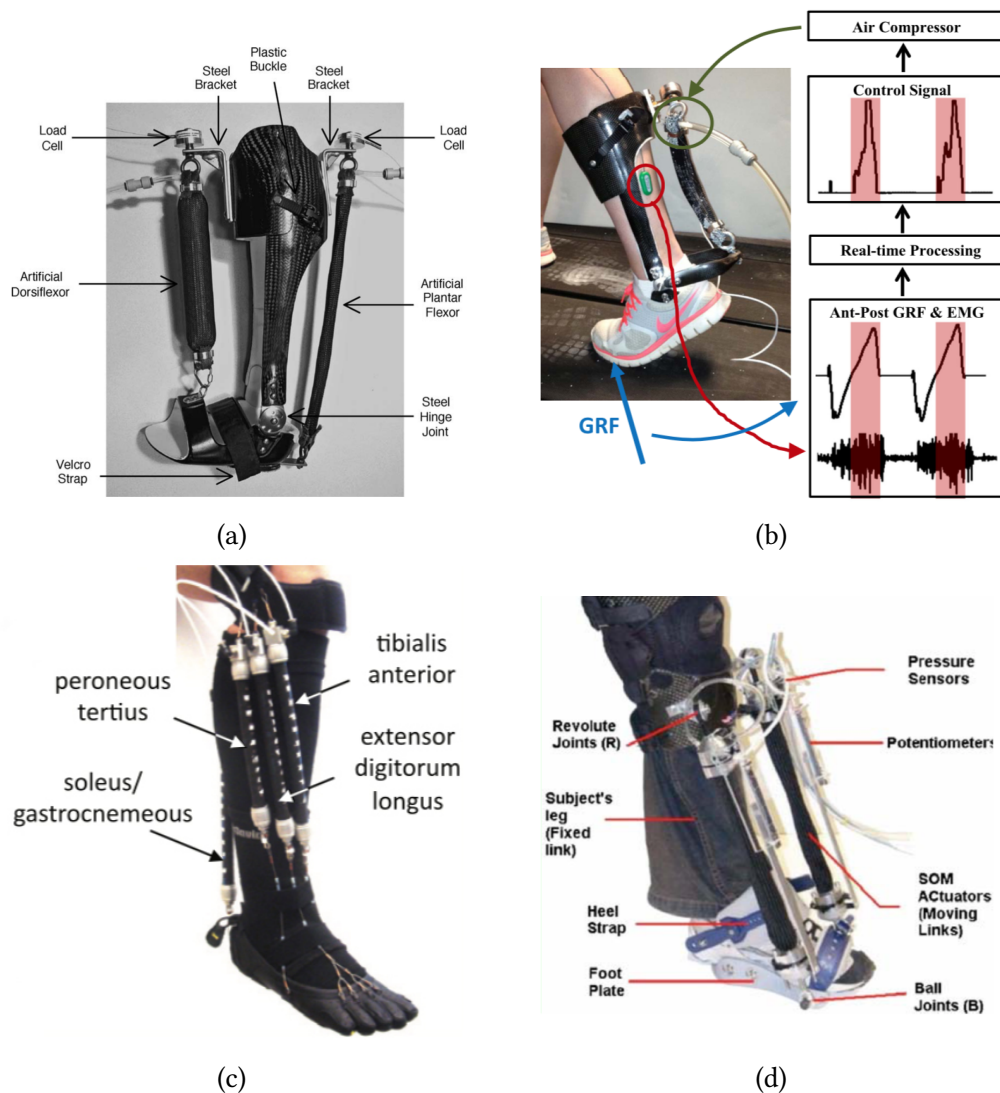 Plastic
Buckle
Steel
Bracket
Steel
Bracket
Load
Cell
Load
Cell
Artificial
Dorsiflexor
Artificial
Plantar
Flexor
Steel
Hinge
Joint
Velcro
Strap
(a)
Air Compressor
Control Signal
Real-time Processing
Ant-Post GRF & EMG
GRF
(b)
tibialis
anterior
peroneous
tertius
extensor
digitorum
longus
soleus/
gastrocnemeous
(c)
Pressure
Sensors
Revolute
Joints (R)
Potentiometers
Subject's
leg
(Fixed
link)
SOM
ACtuators
(Moving
Links)
Heel
Strap
Foot
Plate
Ball
Joints (B)
(d)